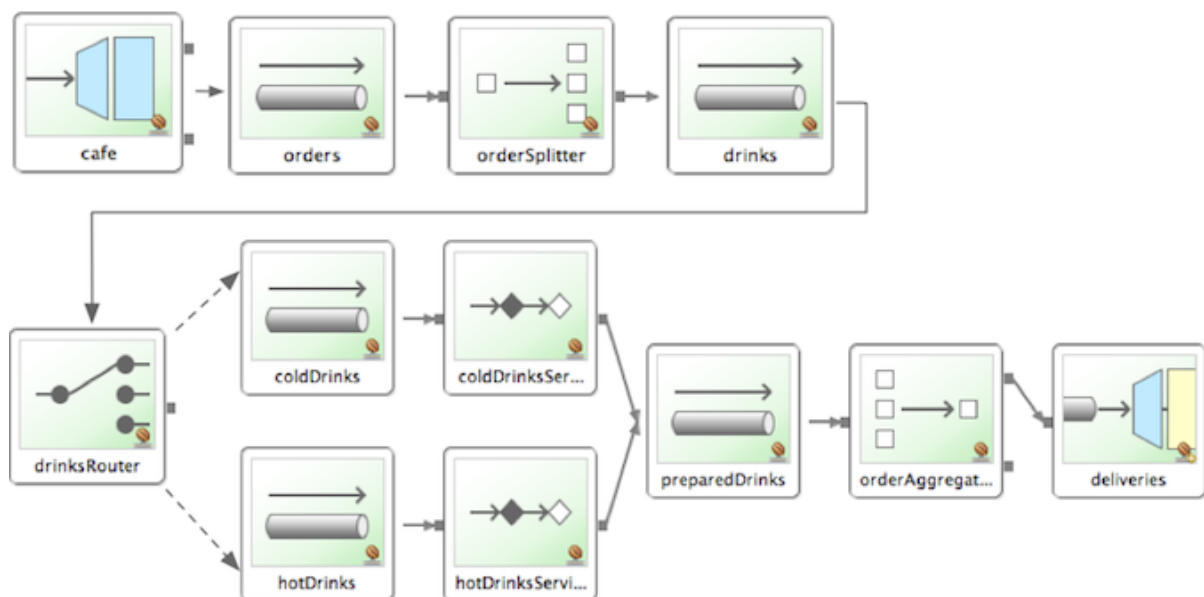 cafe
orders
orderSplitter
drinks
drinksRouter
coldDrinks
coldDrinksSer...
hotDrinks
hotDrinksServi...
preparedDrinks
orderAggregat...
deliveries